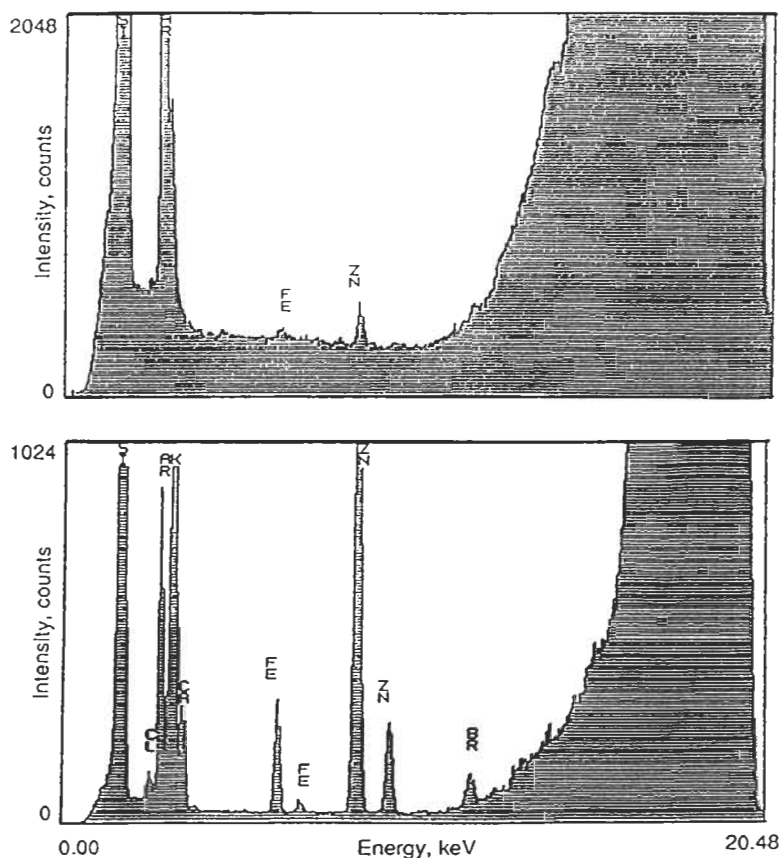 2048
SI
AR
Intensity, counts
FE
ZN
0
1024
SI
AR
K
ZN
Intensity, counts
CA
CL
FE
FE
ZN
BR
0
0.00
Energy, keV
20.48